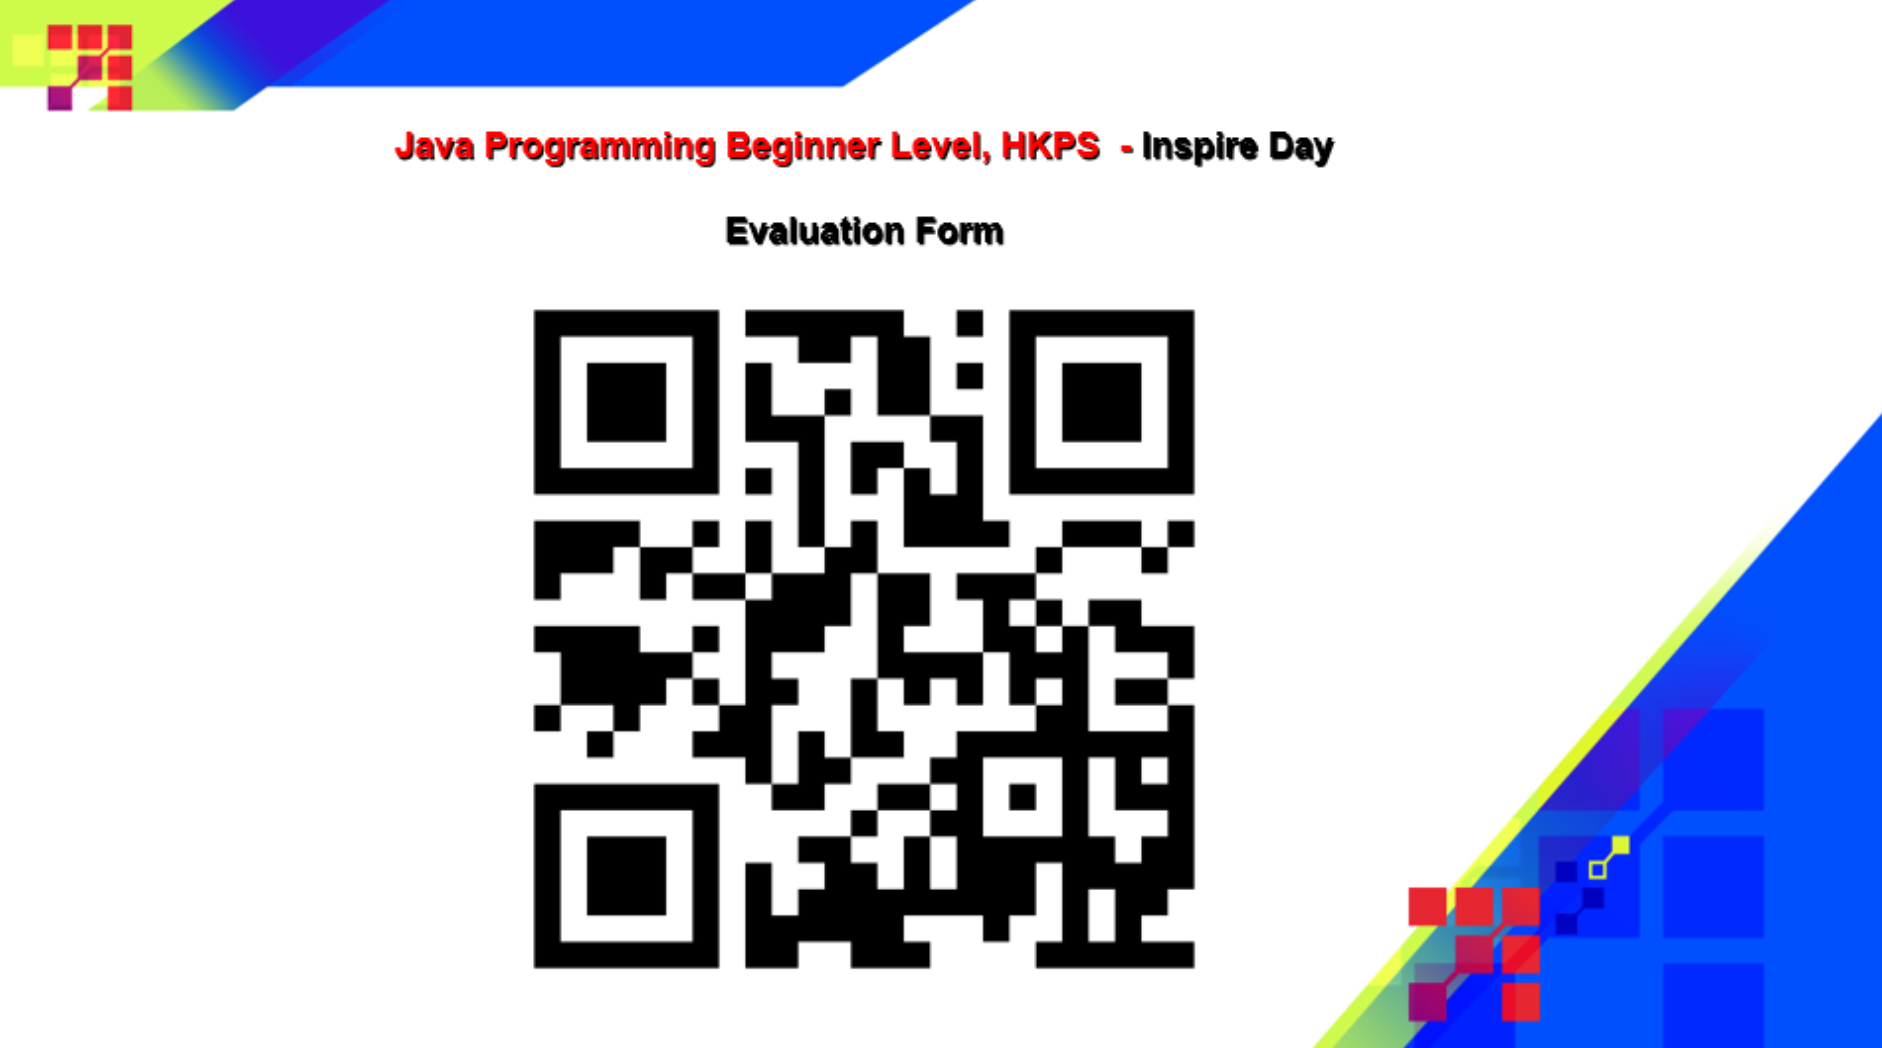 Java Programming Beginner Level, HKPS - Inspire Day
Evaluation Form